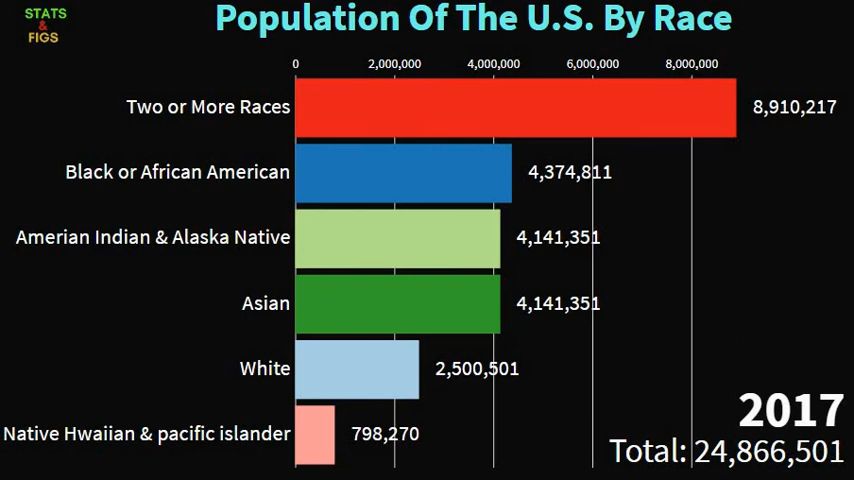 STATS
&
FIGS
Population Of The U.S. By Race
0 2,000,000 4,000,000 6,000,000 8,000,000
Two or More Races 8,910,217
Black or African American 4,374,811
Amerian Indian & Alaska Native 4,141,351
Asian 4,141,351
White 2,500,501
Native Hwaiian & pacific islander 798,270
2017
Total: 24,866,501